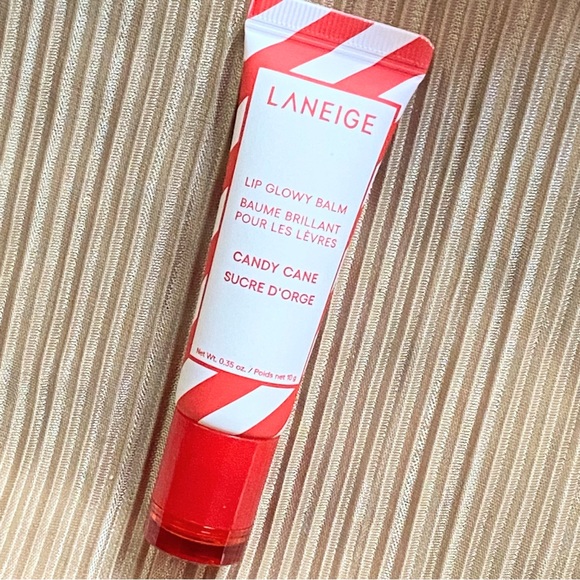 LANEIGE
LIP GLOWY BALM
BAUME BRILLANT
POUR LES LÈVRES
CANDY CANE
SUCRE D'ORGE
Net Wt. 0.35 oz. / Poids net 10 g